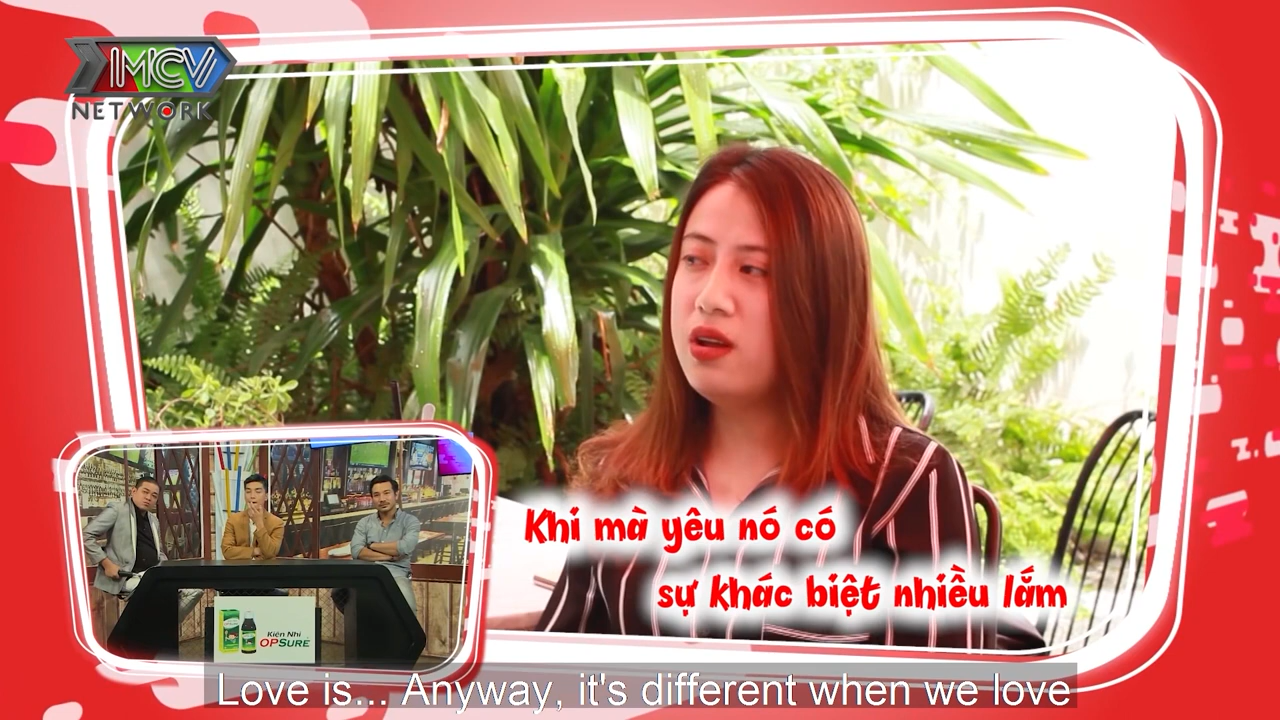 MCV
NETWORK
Khi mà yêu nó có
sự khác biệt nhiều lắm
Kiện Nhi
OPSURE
Love is... Anyway, it's different when we love